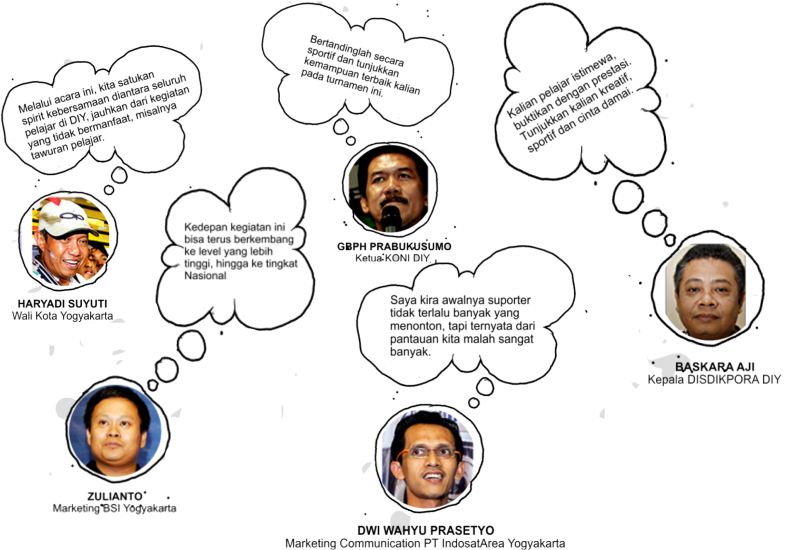 Melalui acara ini, kita satukan
spirit kebersamaan diantara seluruh
pelajar di DIY, jauhkan dari kegiatan
yang tidak bermanfaat, misalnya
tawuran pelajar.
HARYADI SUYUTI
Wali Kota Yogyakarta
Bertandinglah secara
sportif dan tunjukkan
kemampuan terbaik kalian
pada turnamen ini.
GBPH PRABUKUSUMO
Ketua KONI DIY
Kalian pelajar istimewa,
buktikan dengan prestasi.
Tunjukkan kalian kreatif,
sportif dan cinta damai.
BASKARA AJI
Kepala DISDIKPORA DIY
Kedepan kegiatan ini
bisa terus berkembang
ke level yang lebih
tinggi, hingga ke tingkat
Nasional
ZULIANTO
Marketing BSI Yogyakarta
Saya kira awalnya suporter
tidak terlalu banyak yang
menonton, tapi ternyata dari
pantauan kita malah sangat
banyak.
DWI WAHYU PRASETYO
Marketing Communication PT IndosatArea Yogyakarta